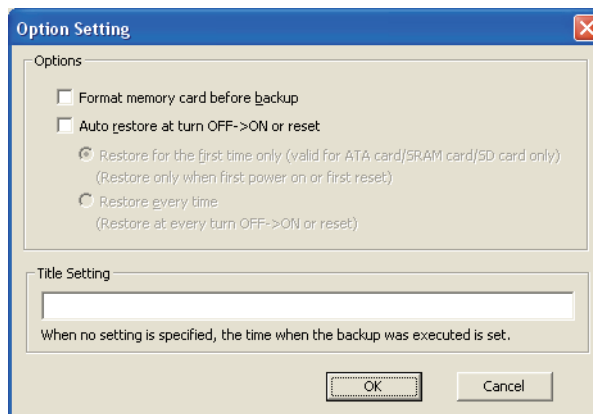 Option Setting
Options
Format memory card before backup
Auto restore at turn OFF->ON or reset
Restore for the first time only (valid for ATA card/SRAM card/SD card only)
(Restore only when first power on or first reset)
Restore every time
(Restore at every turn OFF->ON or reset)
Title Setting
When no setting is specified, the time when the backup was executed is set.
OK
Cancel